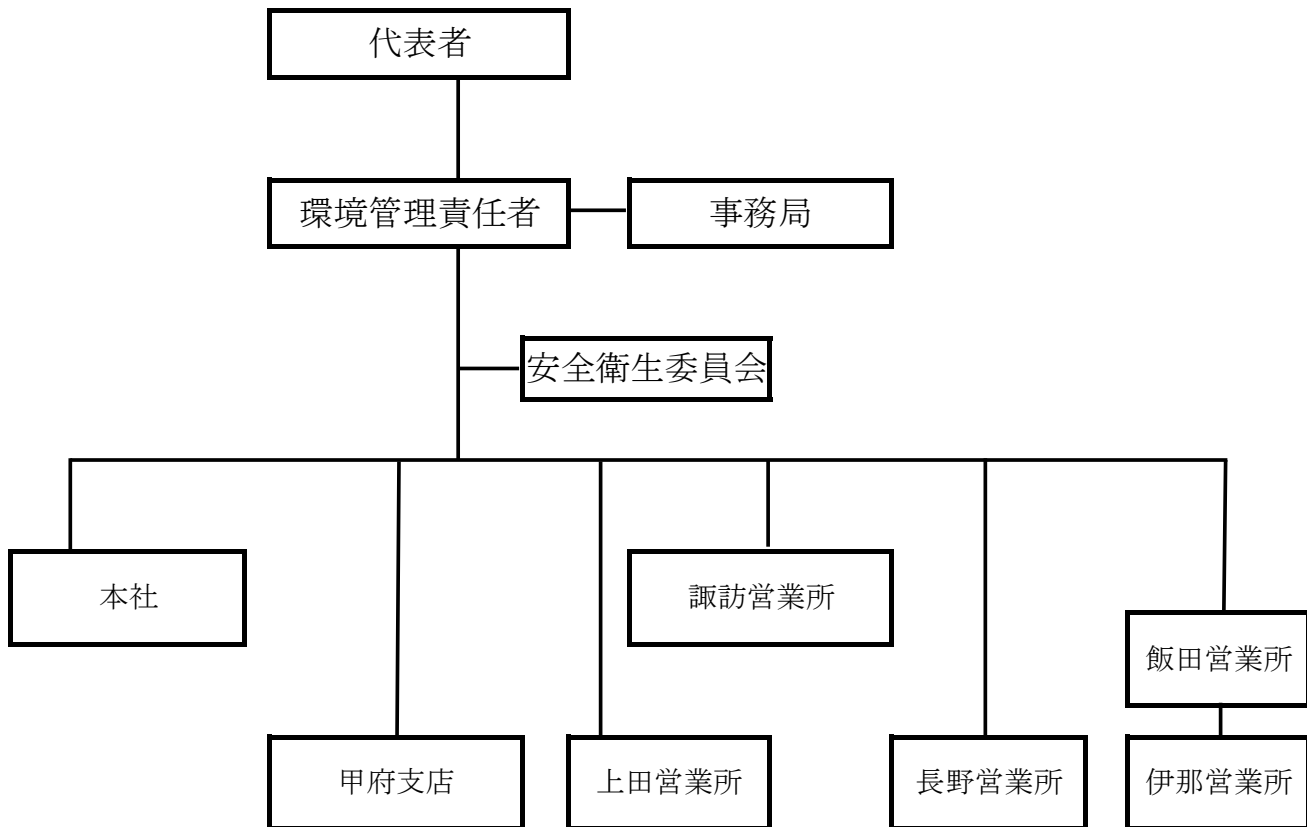 代表者
環境管理責任者
事務局
安全衛生委員会
本社
諏訪営業所
飯田営業所
甲府支店
上田営業所
長野営業所
伊那営業所